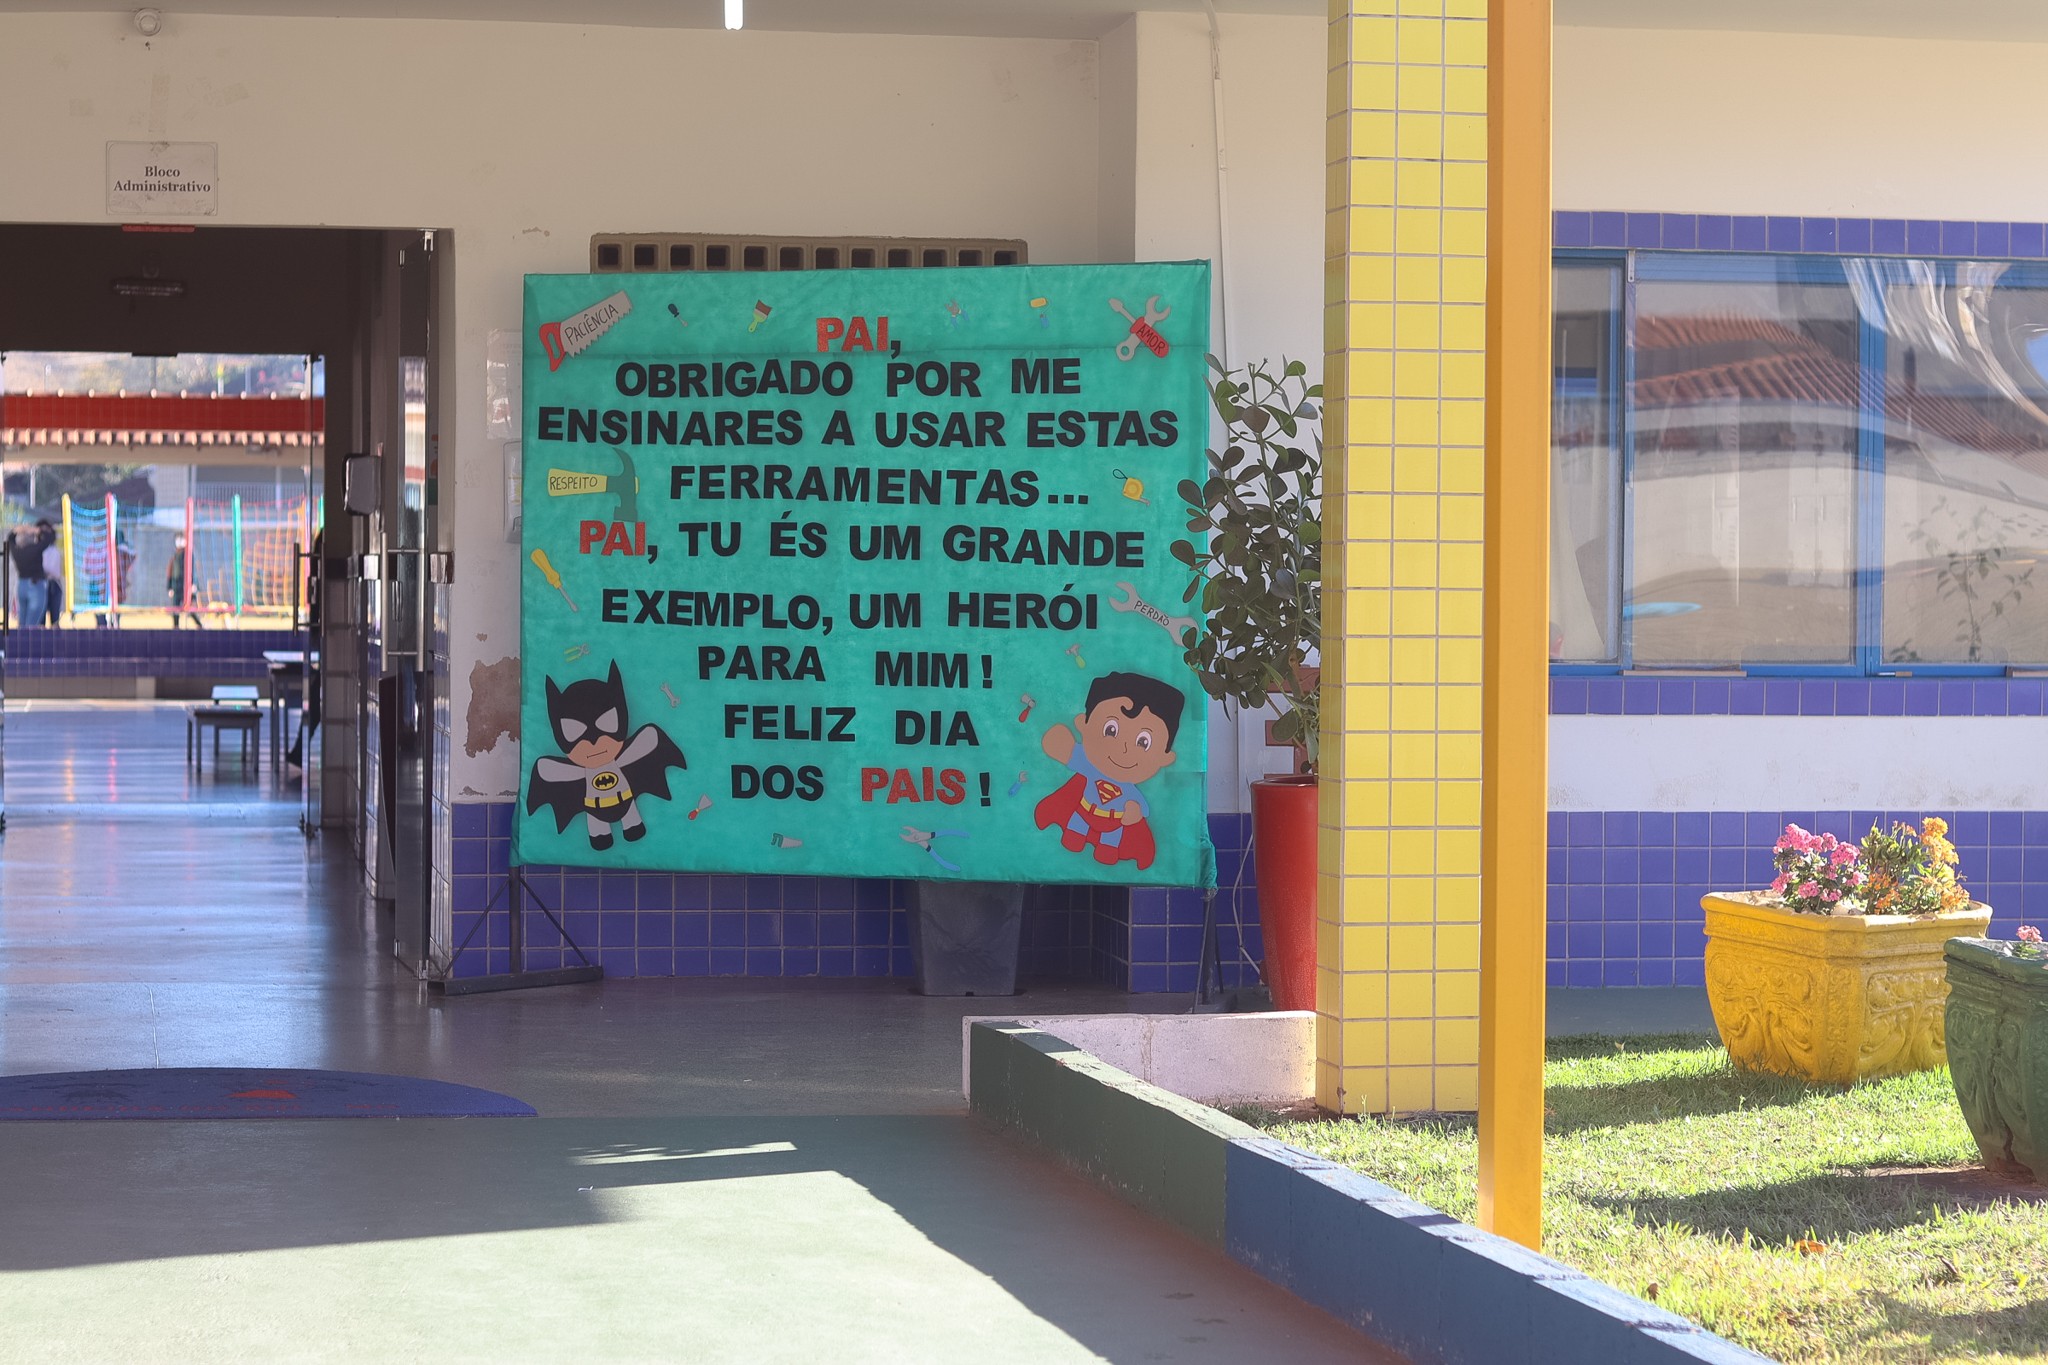 Bloco
Administrativo
PACIÊNCIA
AMOR
PAI,
OBRIGADO POR ME
ENSINARES A USAR ESTAS
RESPEITO
FERRAMENTAS...
PAI, TU ÉS UM GRANDE
EXEMPLO, UM HERÓI
PERDÃO
PARA MIM!
FELIZ DIA
DOS PAIS!